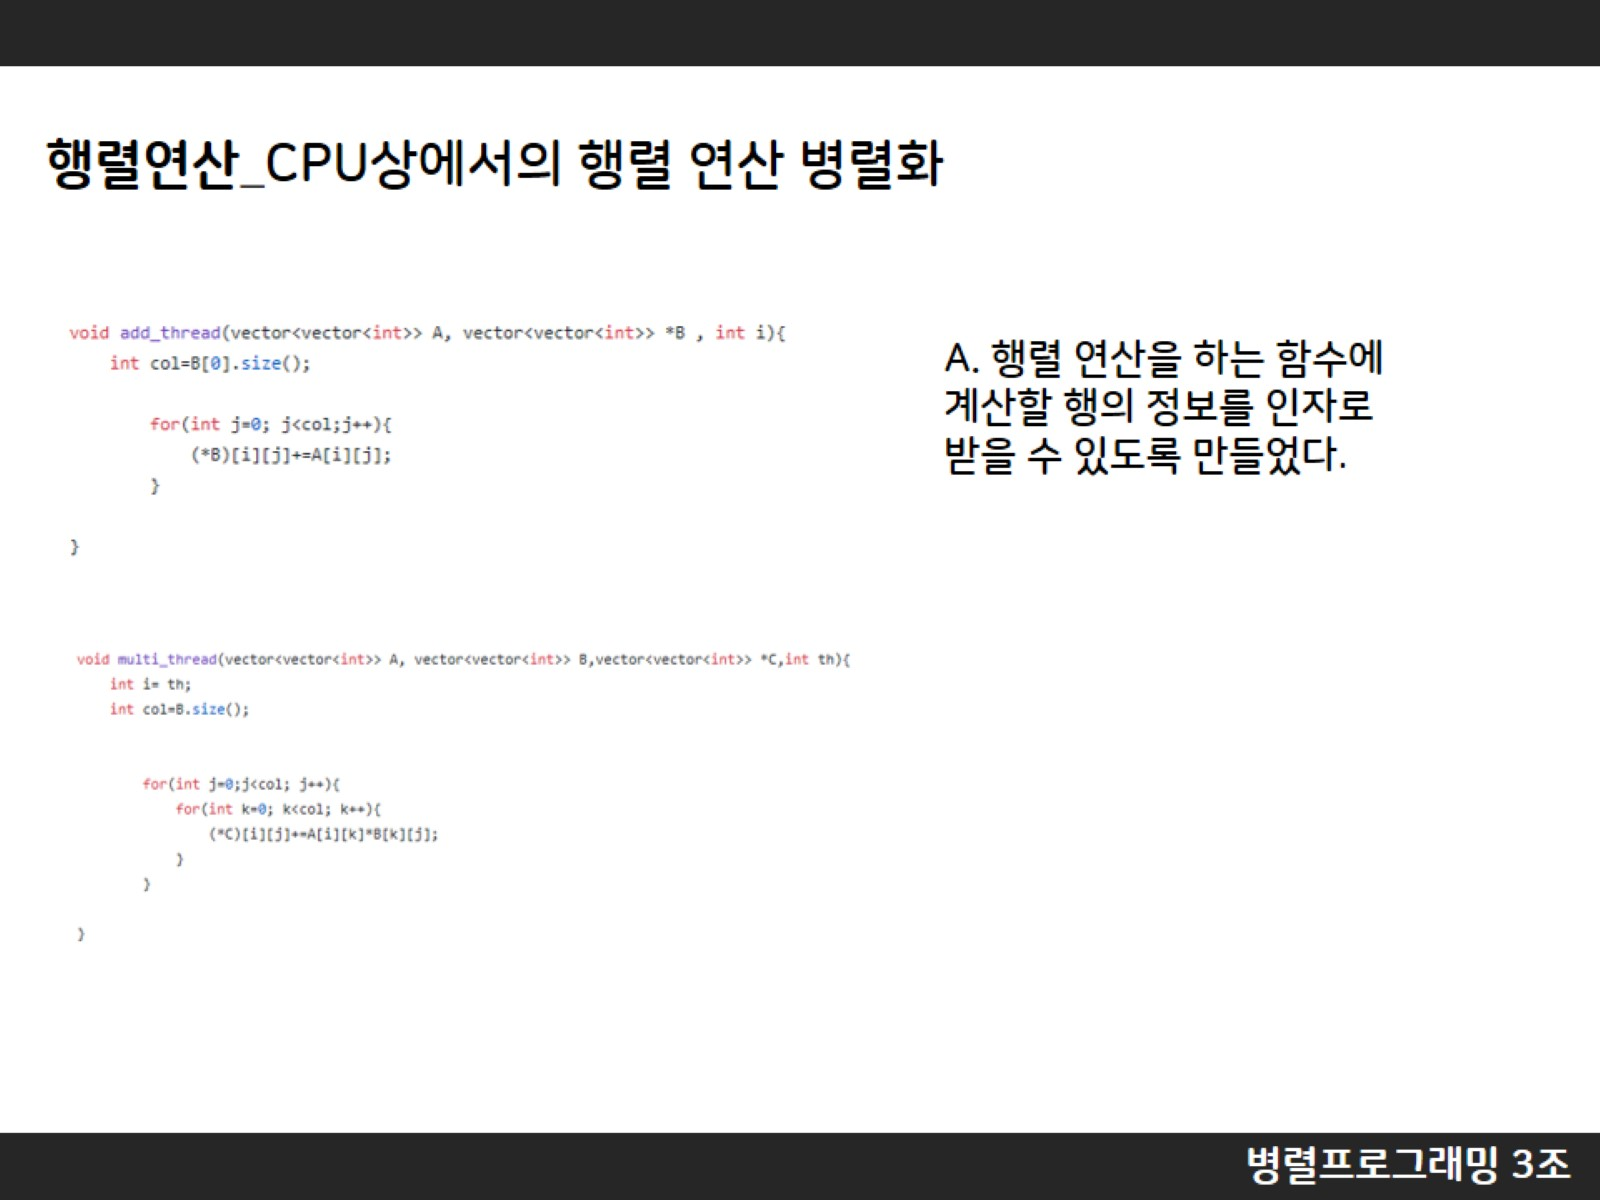 행렬연산_CPU상에서의 행렬 연산 병렬화
void add_thread(vector<vector<int>> A, vector<vector<int>> *B , int i){
int col=B[0].size();
for(int j=0; j<col;j++){
(*B)[i][j]+=A[i][j];
}
}
A. 행렬 연산을 하는 함수에
계산할 행의 정보를 인자로
받을 수 있도록 만들었다.
void multi_thread(vector<vector<int>> A, vector<vector<int>> B,vector<vector<int>> *C,int th){
int i= th;
int col=B.size();
for(int j=0;j<col; j++){
for(int k=0; k<col; k++){
(*C)[i][j]+=A[i][k]*B[k][j];
}
}
}
병렬프로그래밍 3조